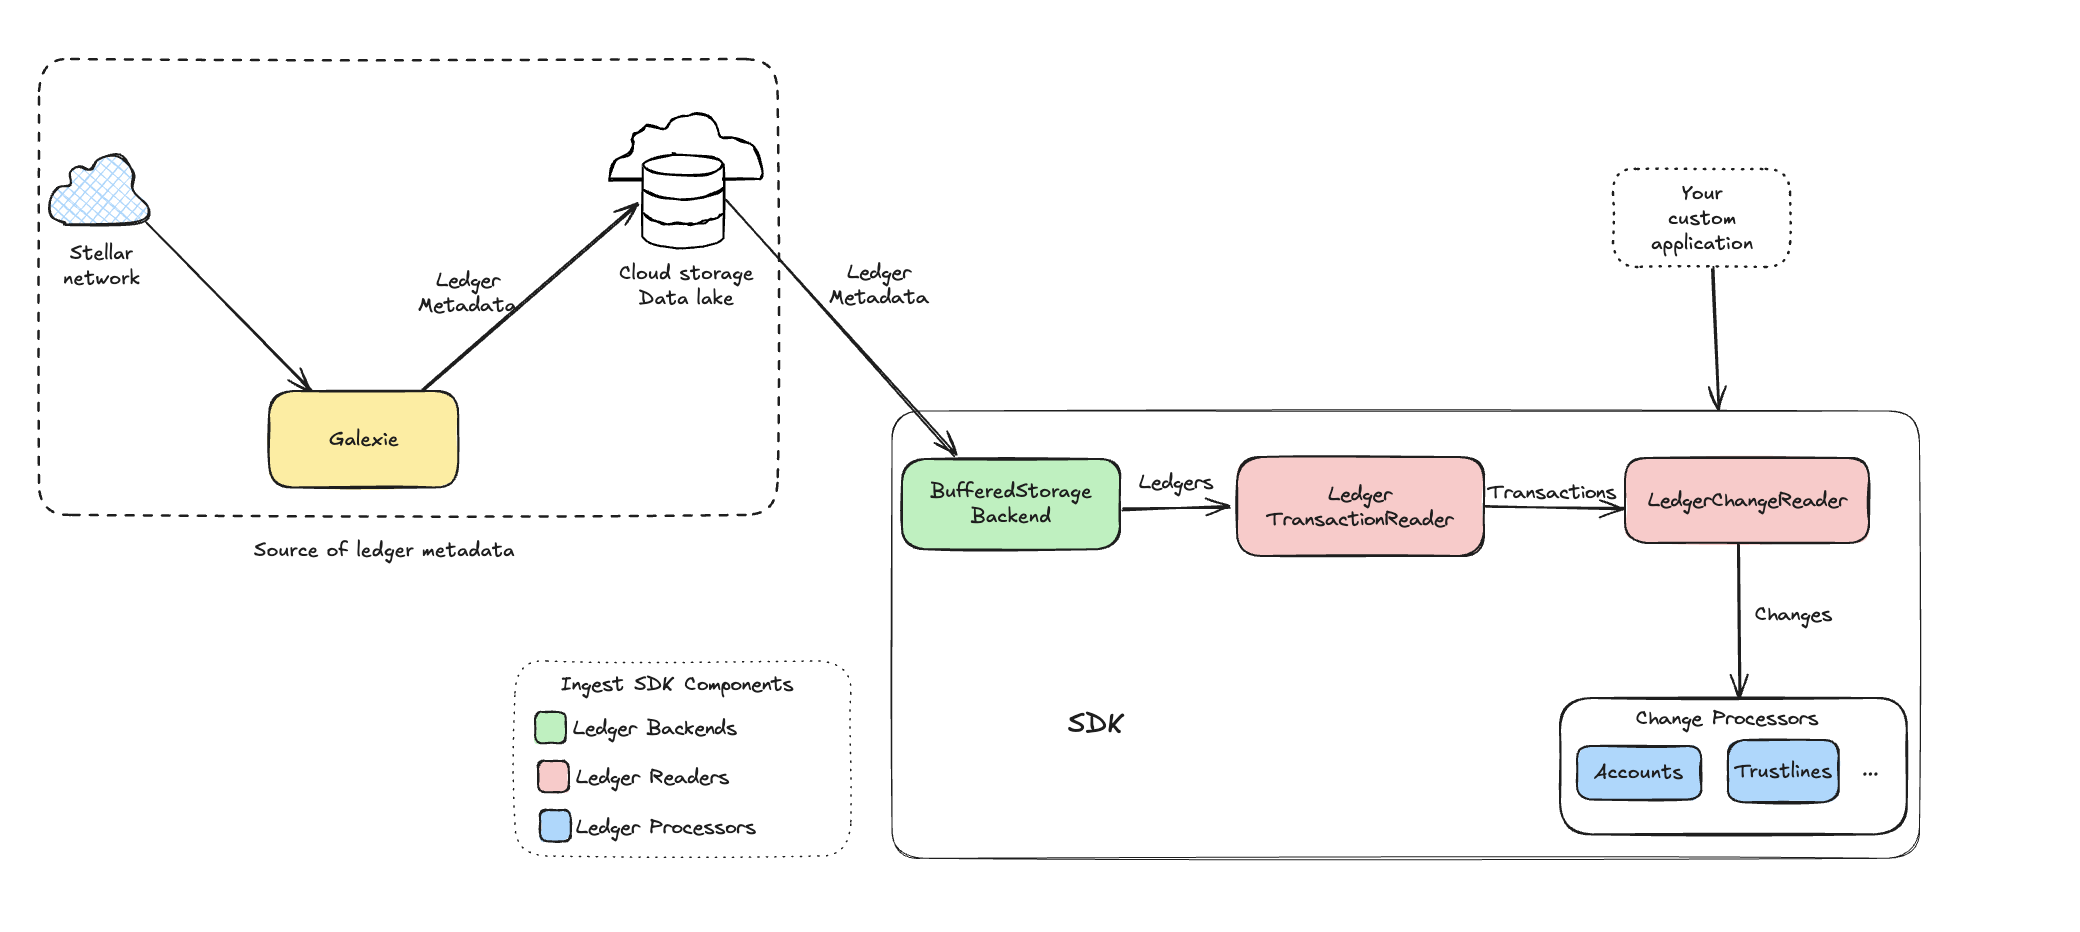 Stellar
network
Ledger
Metadata
Cloud storage
Data lake
Galexie
Source of ledger metadata
Ledger
Metadata
Your
custom
application
BufferedStorage
Backend
Ledgers
Ledger
TransactionReader
Transactions
LedgerChangeReader
Changes
SDK
Change Processors
Accounts
Trustlines
...
Ingest SDK Components
Ledger Backends
Ledger Readers
Ledger Processors